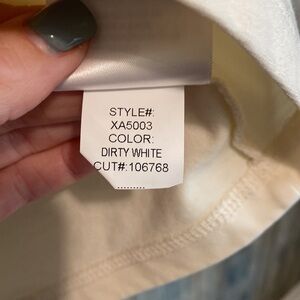 STYLE#:
XA5003
COLOR:
DIRTY WHITE
CUT#:106768